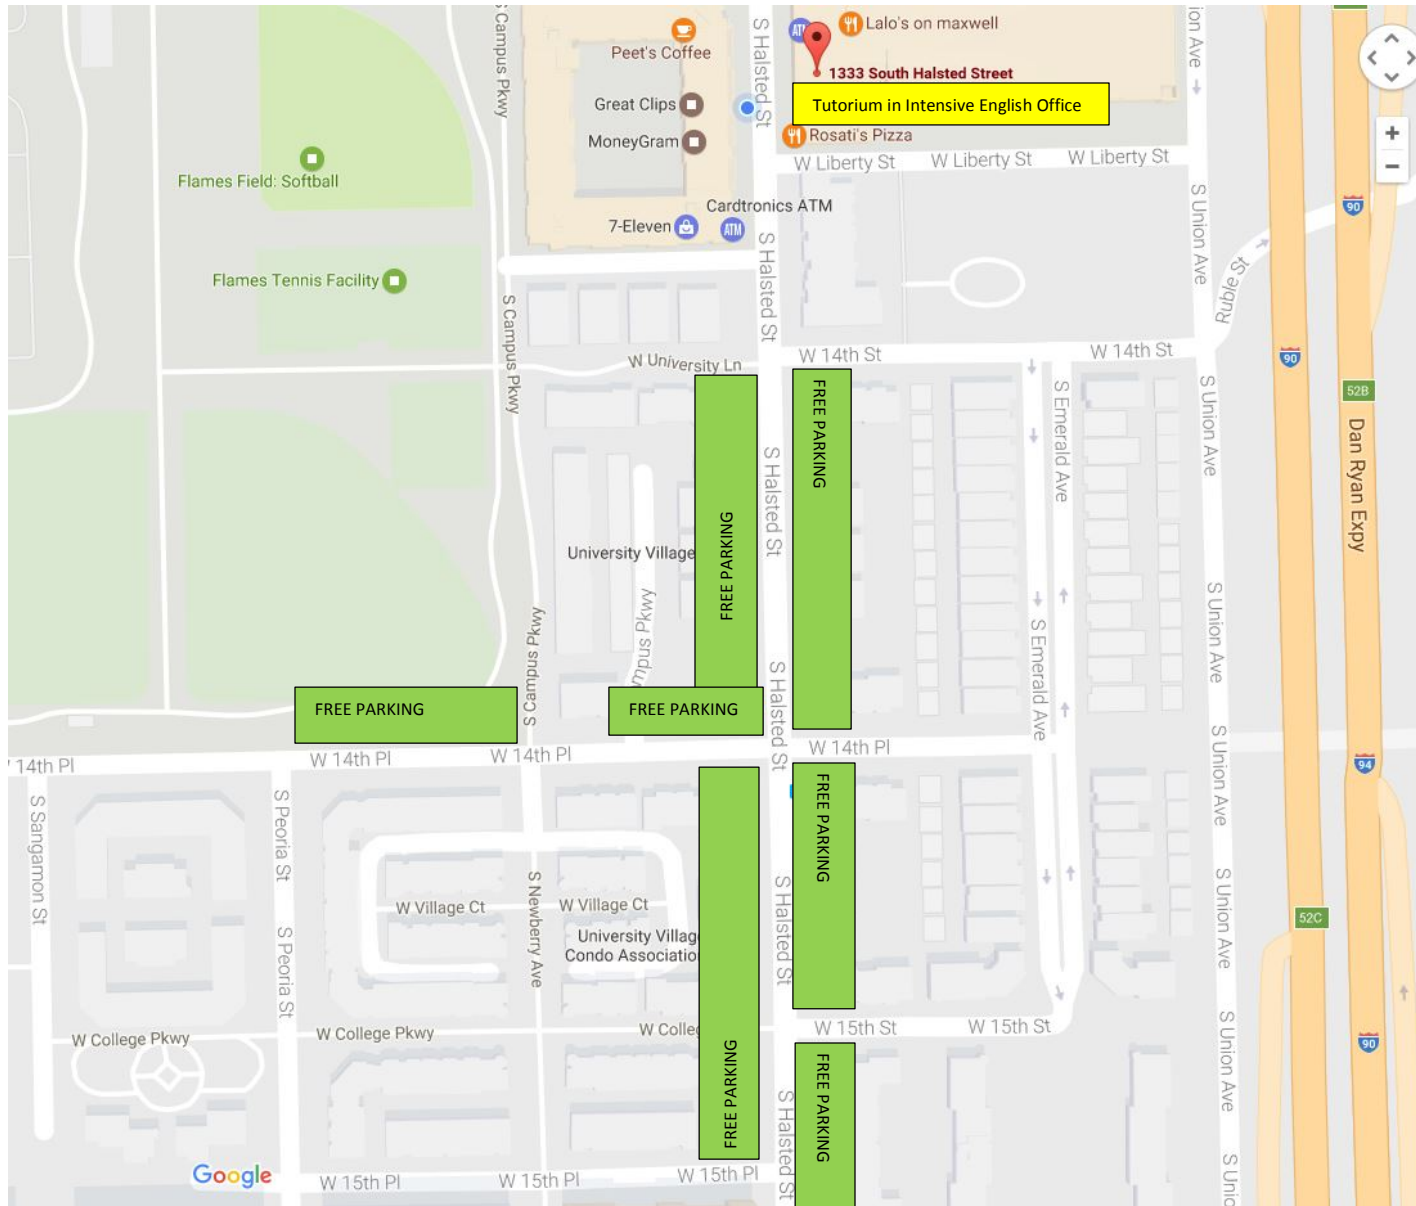 S Campus Pkwy
Peet's Coffee
S Halsted St
ATM
Lalo's on maxwell
ion Ave
1333 South Halsted Street
Great Clips
Tutorium in Intensive English Office
MoneyGram
Rosati's Pizza
W Liberty St
W Liberty St
W Liberty St
Flames Field: Softball
Cardtronics ATM
7-Eleven
ATM
S Halsted St
S Union Ave
90
Flames Tennis Facility
S Campus Pkwy
Ruble St
W University Ln
W 14th St
W 14th St
90
52B
FREE PARKING
S Emerald Ave
S Union Ave
Dan Ryan Expy
S Halsted St
FREE PARKING
University Village
mpus Pkwy
S Campus Pkwy
S Emerald Ave
S Union Ave
FREE PARKING
FREE PARKING
S Halsted St
14th Pl
W 14th Pl
W 14th Pl
W 14th Pl
S Union Ave
94
S Sangamon St
S Peoria St
FREE PARKING
S Newberry Ave
W Village Ct
W Village Ct
S Halsted St
S Union Ave
52C
University Villag
Condo Associatio
S Peoria St
W College Pkwy
W College Pkwy
W Colleg
W 15th St
W 15th St
S Union Ave
90
FREE PARKING
FREE PARKING
S Halsted St
Google
W 15th Pl
W 15th Pl
W 15th Pl
S Unic